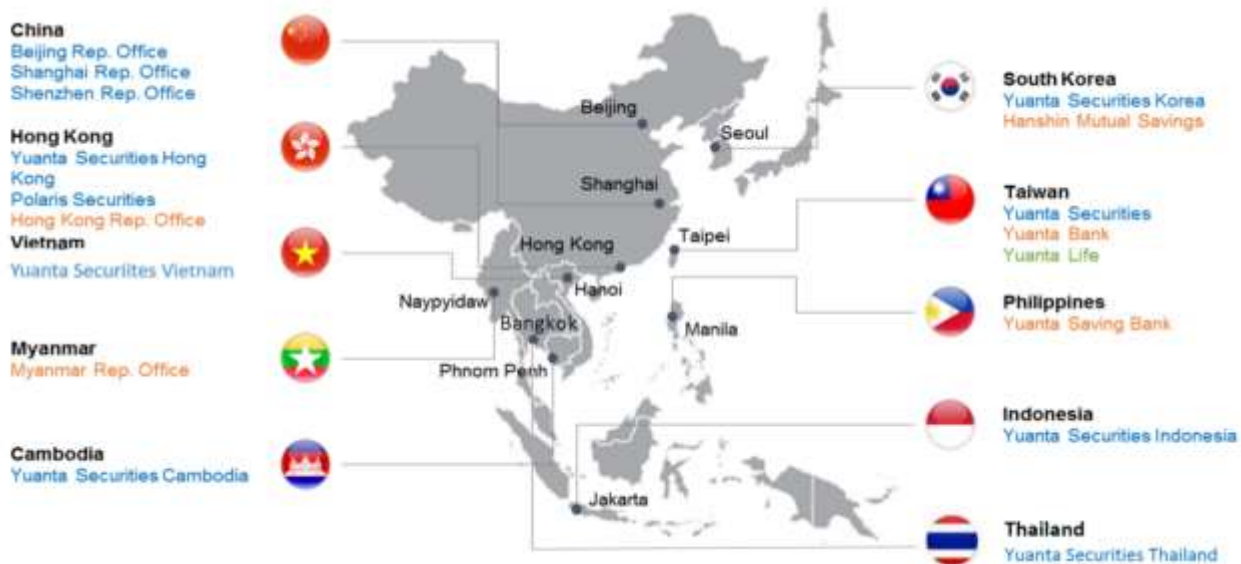 China
Beijing Rep. Office
Shanghai Rep. Office
Shenzhen Rep. Office
Hong Kong
Yuanta Securities Hong
Kong
Polaris Securities
Hong Kong Rep. Office
Vietnam
Yuanta Securiites Vietnam
Myanmar
Myanmar Rep. Office
Cambodia
Yuanta Securities Cambodia
Beijing
Seoul
Shanghai
Hong Kong
Taipei
Hanoi
Naypyidaw
Bangkok
Manila
Phnom Penh
Jakarta
South Korea
Yuanta Securities Korea
Hanshin Mutual Savings
Taiwan
Yuanta Securities
Yuanta Bank
Yuanta Life
Philippines
Yuanta Saving Bank
Indonesia
Yuanta Securities Indonesia
Thailand
Yuanta Securities Thailand